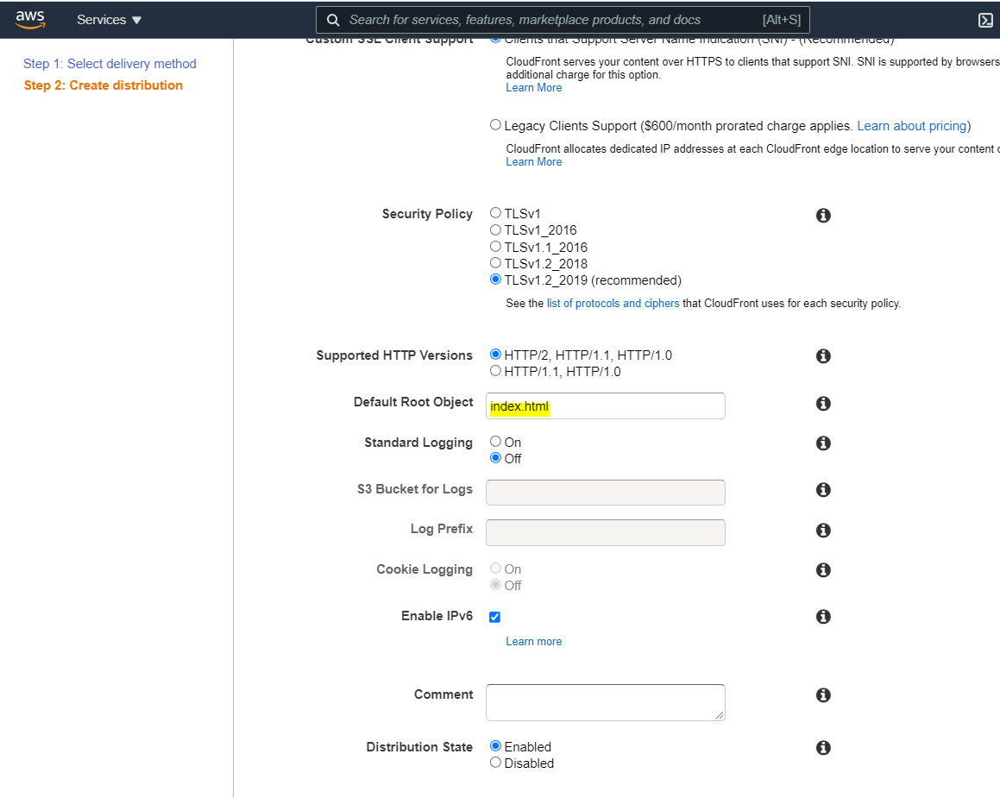 aws
Services ▼
Search for services, features, marketplace products, and docs [Alt+S]
Step 1: Select delivery method
Step 2: Create distribution
Custom SSL Client Support
Clients that Support Server Name Indication (SNI) - (Recommended)
CloudFront serves your content over HTTPS to clients that support SNI. SNI is supported by browsers
additional charge for this option.
Learn More
Legacy Clients Support ($600/month prorated charge applies. Learn about pricing)
CloudFront allocates dedicated IP addresses at each CloudFront edge location to serve your content
Learn More
Security Policy
TLSv1
TLSv1_2016
TLSv1.1_2016
TLSv1.2_2018
TLSv1.2_2019 (recommended)
See the list of protocols and ciphers that CloudFront uses for each security policy.
Supported HTTP Versions
HTTP/2, HTTP/1.1, HTTP/1.0
HTTP/1.1, HTTP/1.0
Default Root Object
index.html
Standard Logging
On
Off
S3 Bucket for Logs
Log Prefix
Cookie Logging
On
Off
Enable IPv6
Learn more
Comment
Distribution State
Enabled
Disabled